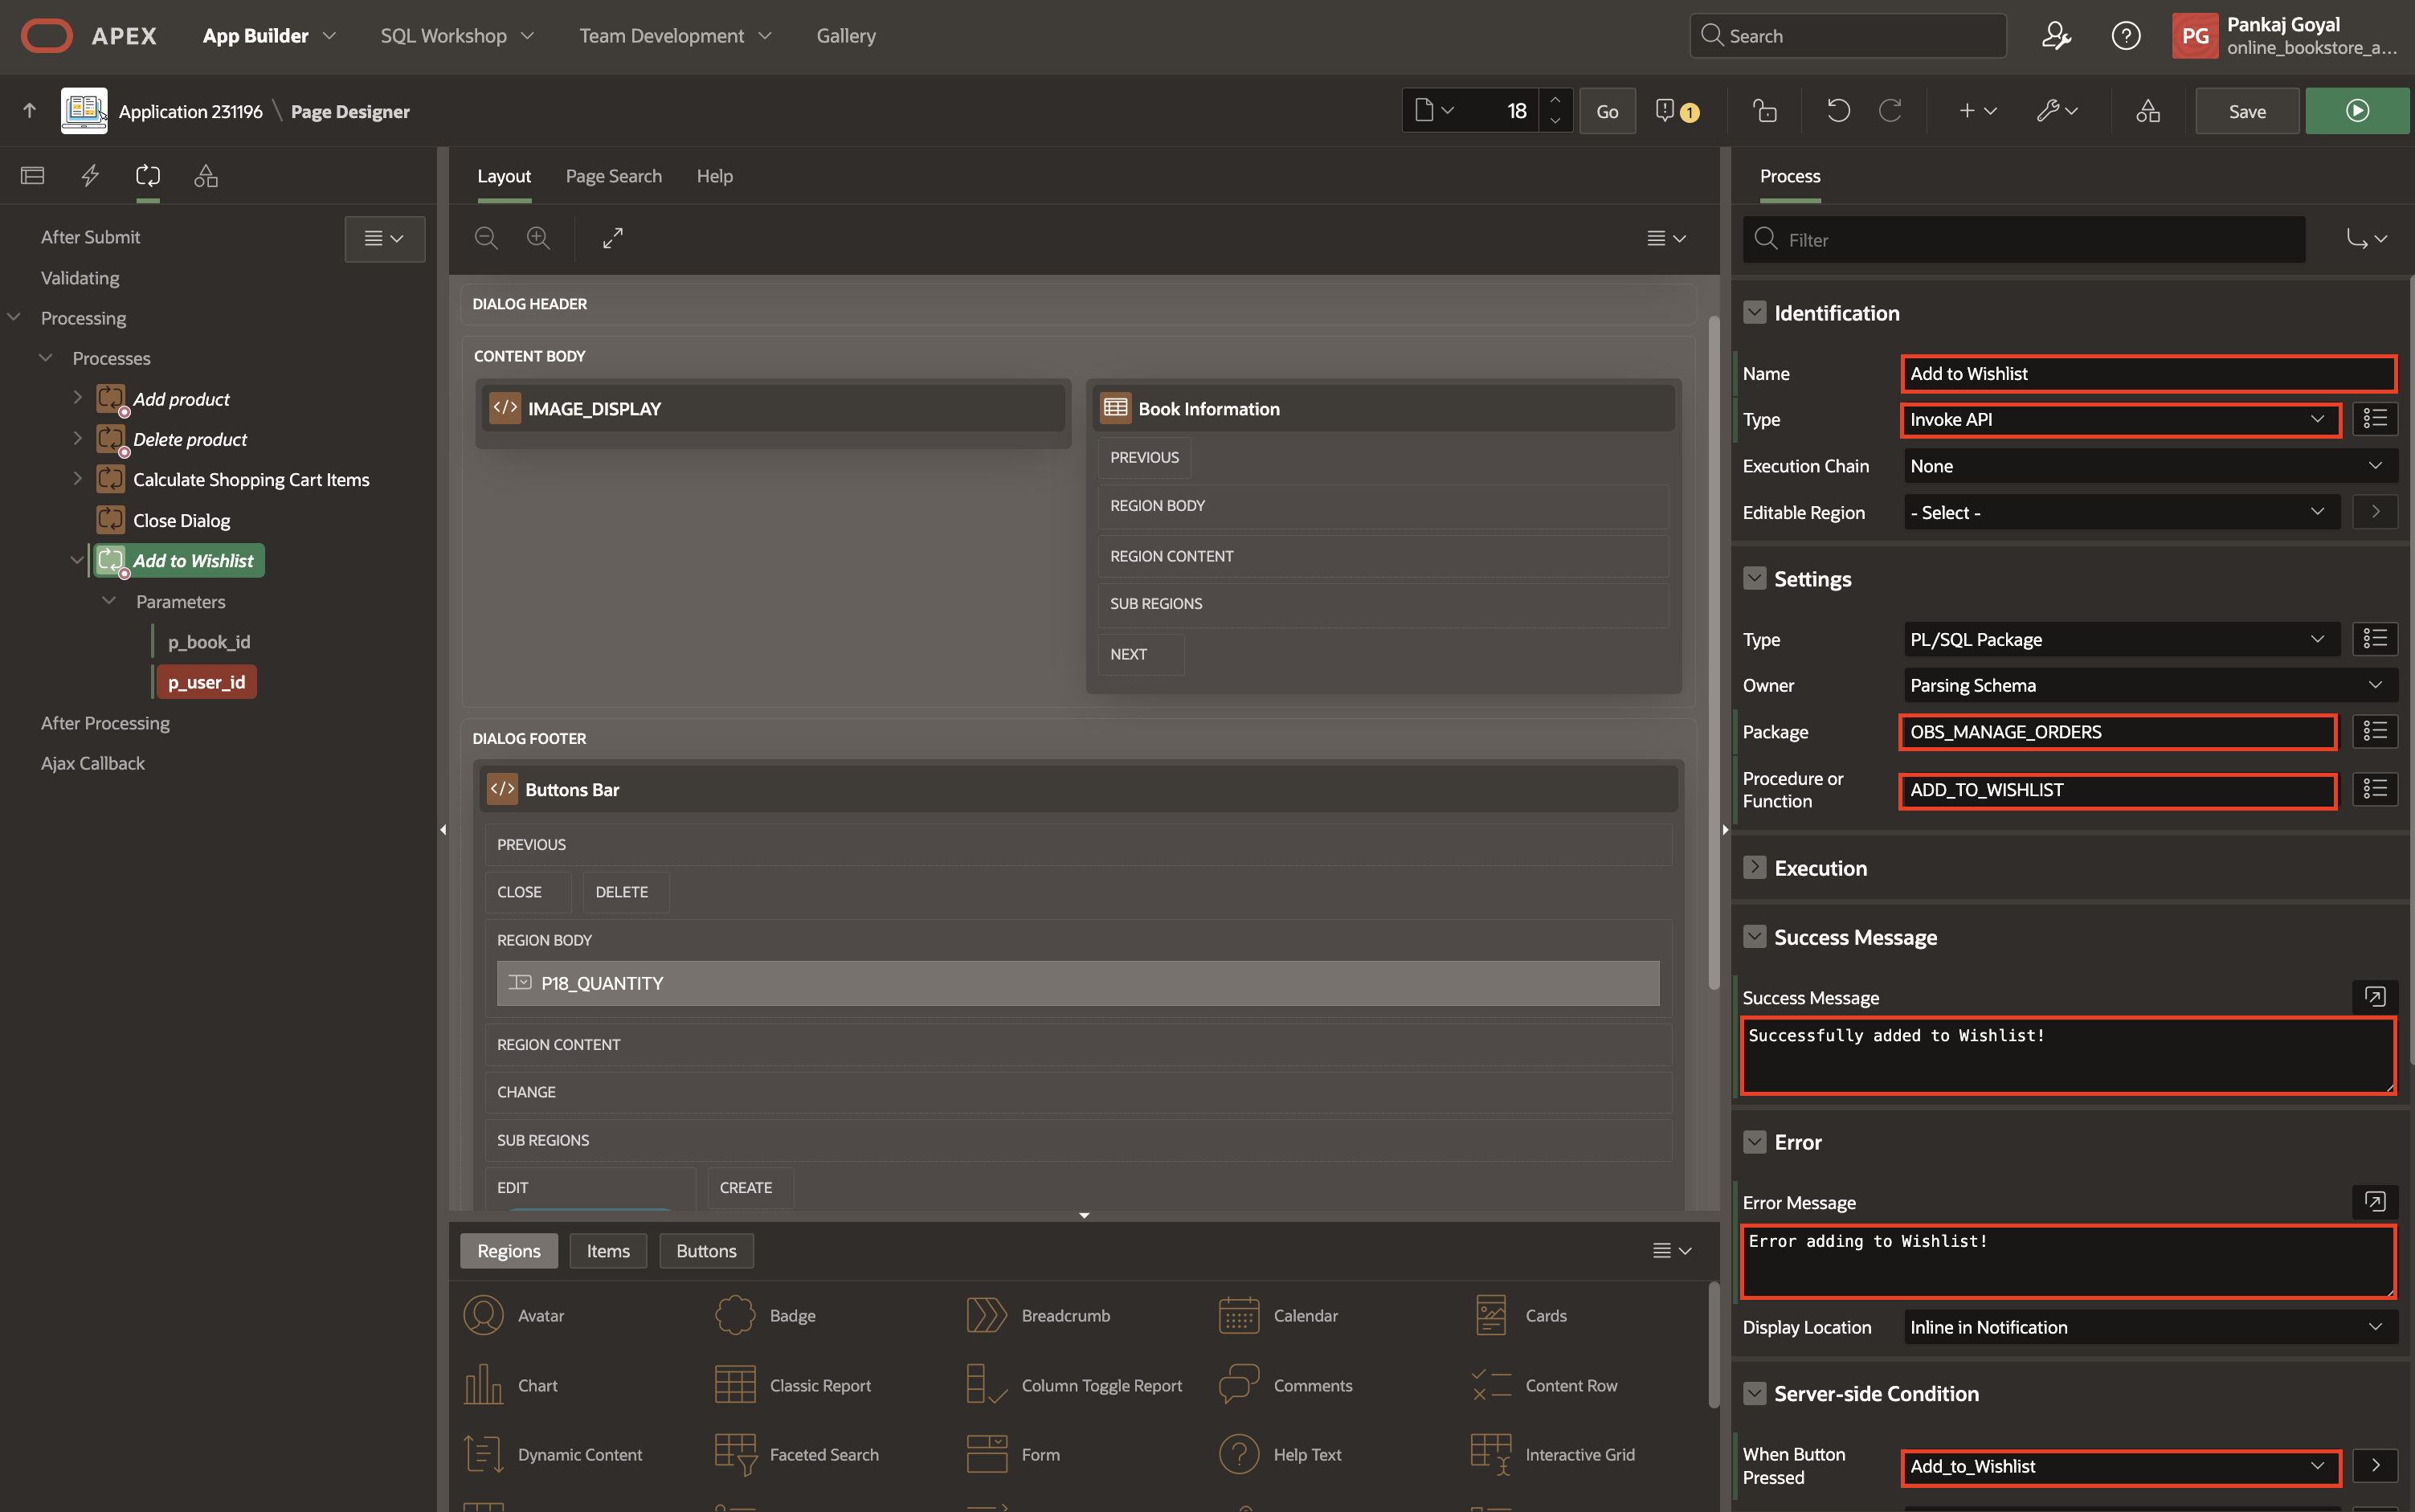 APEX App Builder SQL Workshop Team Development Gallery Search PG Pankaj Goyal
online_bookstore_a...
Application 231196 \ Page Designer 18 Go 1 Save
Layout Page Search Help
Process
After Submit
Validating
Processing
Processes
Add product
Delete product
Calculate Shopping Cart Items
Close Dialog
Add to Wishlist
Parameters
p_book_id
p_user_id
After Processing
Ajax Callback
DIALOG HEADER
CONTENT BODY
IMAGE_DISPLAY
Book Information
PREVIOUS
REGION BODY
REGION CONTENT
SUB REGIONS
NEXT
DIALOG FOOTER
Buttons Bar
PREVIOUS
CLOSE DELETE
REGION BODY
P18_QUANTITY
REGION CONTENT
CHANGE
SUB REGIONS
EDIT CREATE
Regions Items Buttons
Avatar Badge Breadcrumb Calendar Cards
Chart Classic Report Column Toggle Report Comments Content Row
Dynamic Content Faceted Search Form Help Text Interactive Grid
Filter
Identification
Name Add to Wishlist
Type Invoke API
Execution Chain None
Editable Region - Select -
Settings
Type PL/SQL Package
Owner Parsing Schema
Package OBS_MANAGE_ORDERS
Procedure or
Function ADD_TO_WISHLIST
Execution
Success Message
Success Message
Successfully added to Wishlist!
Error
Error Message
Error adding to Wishlist!
Display Location Inline in Notification
Server-side Condition
When Button
Pressed Add_to_Wishlist